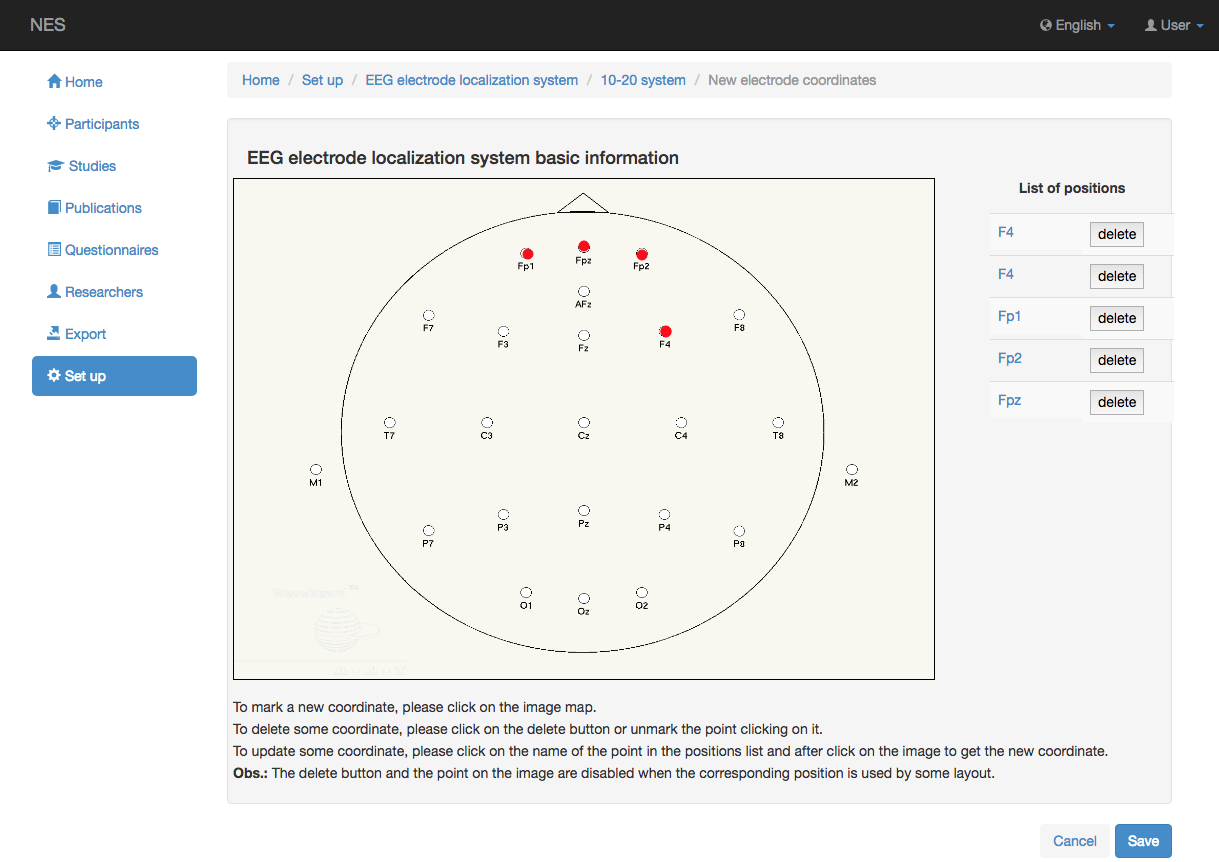 NES
English
User
Home
Participants
Studies
Publications
Questionnaires
Researchers
Export
Set up
Home / Set up / EEG electrode localization system / 10-20 system / New electrode coordinates
EEG electrode localization system basic information
Fp1 Fpz Fp2
AFz
F7 F3 Fz F4 F8
T7 C3 Cz C4 T8
M1 M2
P7 P3 Pz P4 P8
O1 Oz O2
List of positions
F4 delete
F4 delete
Fp1 delete
Fp2 delete
Fpz delete
To mark a new coordinate, please click on the image map.
To delete some coordinate, please click on the delete button or unmark the point clicking on it.
To update some coordinate, please click on the name of the point in the positions list and after click on the image to get the new coordinate.
Obs.: The delete button and the point on the image are disabled when the corresponding position is used by some layout.
Cancel Save